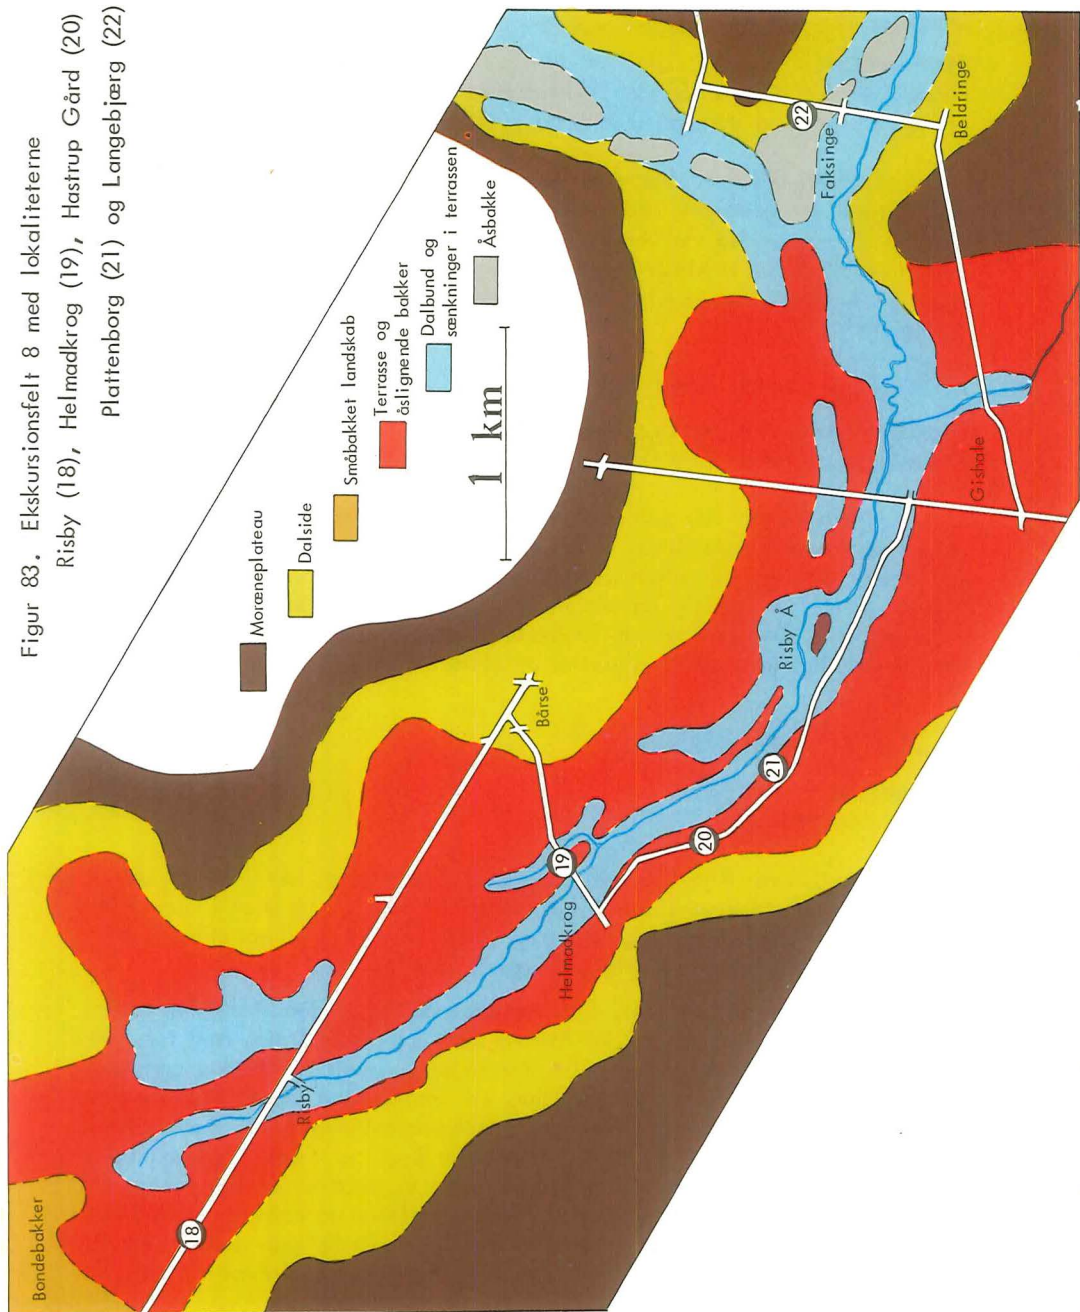 Figur 83. Ekskursionsfelt 8 med lokaliteterne
Risby (18), Helmadkrog (19), Hastrup Gård (20)
Plattenborg (21) og Langebjærg (22)
Moræneplateau
Dalside
Småbakket landskab
Terrasse og
åslignende bakker
Dalbund og
sænkninger i terrassen
Åsbakke
1 km
Bondebakker
18
Risby
Helmadkrog
19
Bårse
20
21
Risby Å
Gishale
Faksinge
22
Beldringe